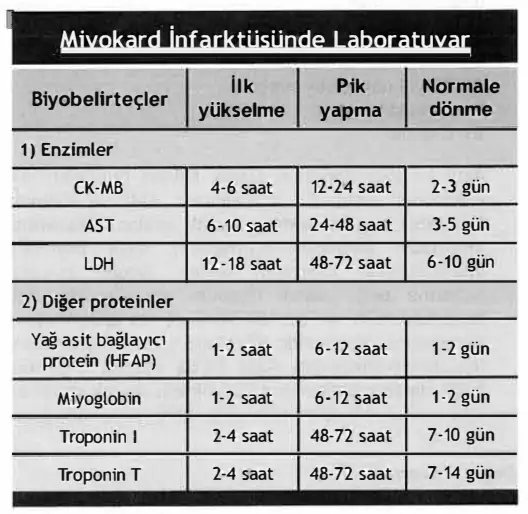 Miyokard İnfarktüsünde Laboratuvar
Biyobelirteçler | İlk yükselme | Pik yapma | Normale dönme
1) Enzimler
CK-MB | 4-6 saat | 12-24 saat | 2-3 gün
AST | 6-10 saat | 24-48 saat | 3-5 gün
LDH | 12-18 saat | 48-72 saat | 6-10 gün
2) Diğer proteinler
Yağ asit bağlayıcı protein (HFAP) | 1-2 saat | 6-12 saat | 1-2 gün
Miyoglobin | 1-2 saat | 6-12 saat | 1-2 gün
Troponin I | 2-4 saat | 48-72 saat | 7-10 gün
Troponin T | 2-4 saat | 48-72 saat | 7-14 gün